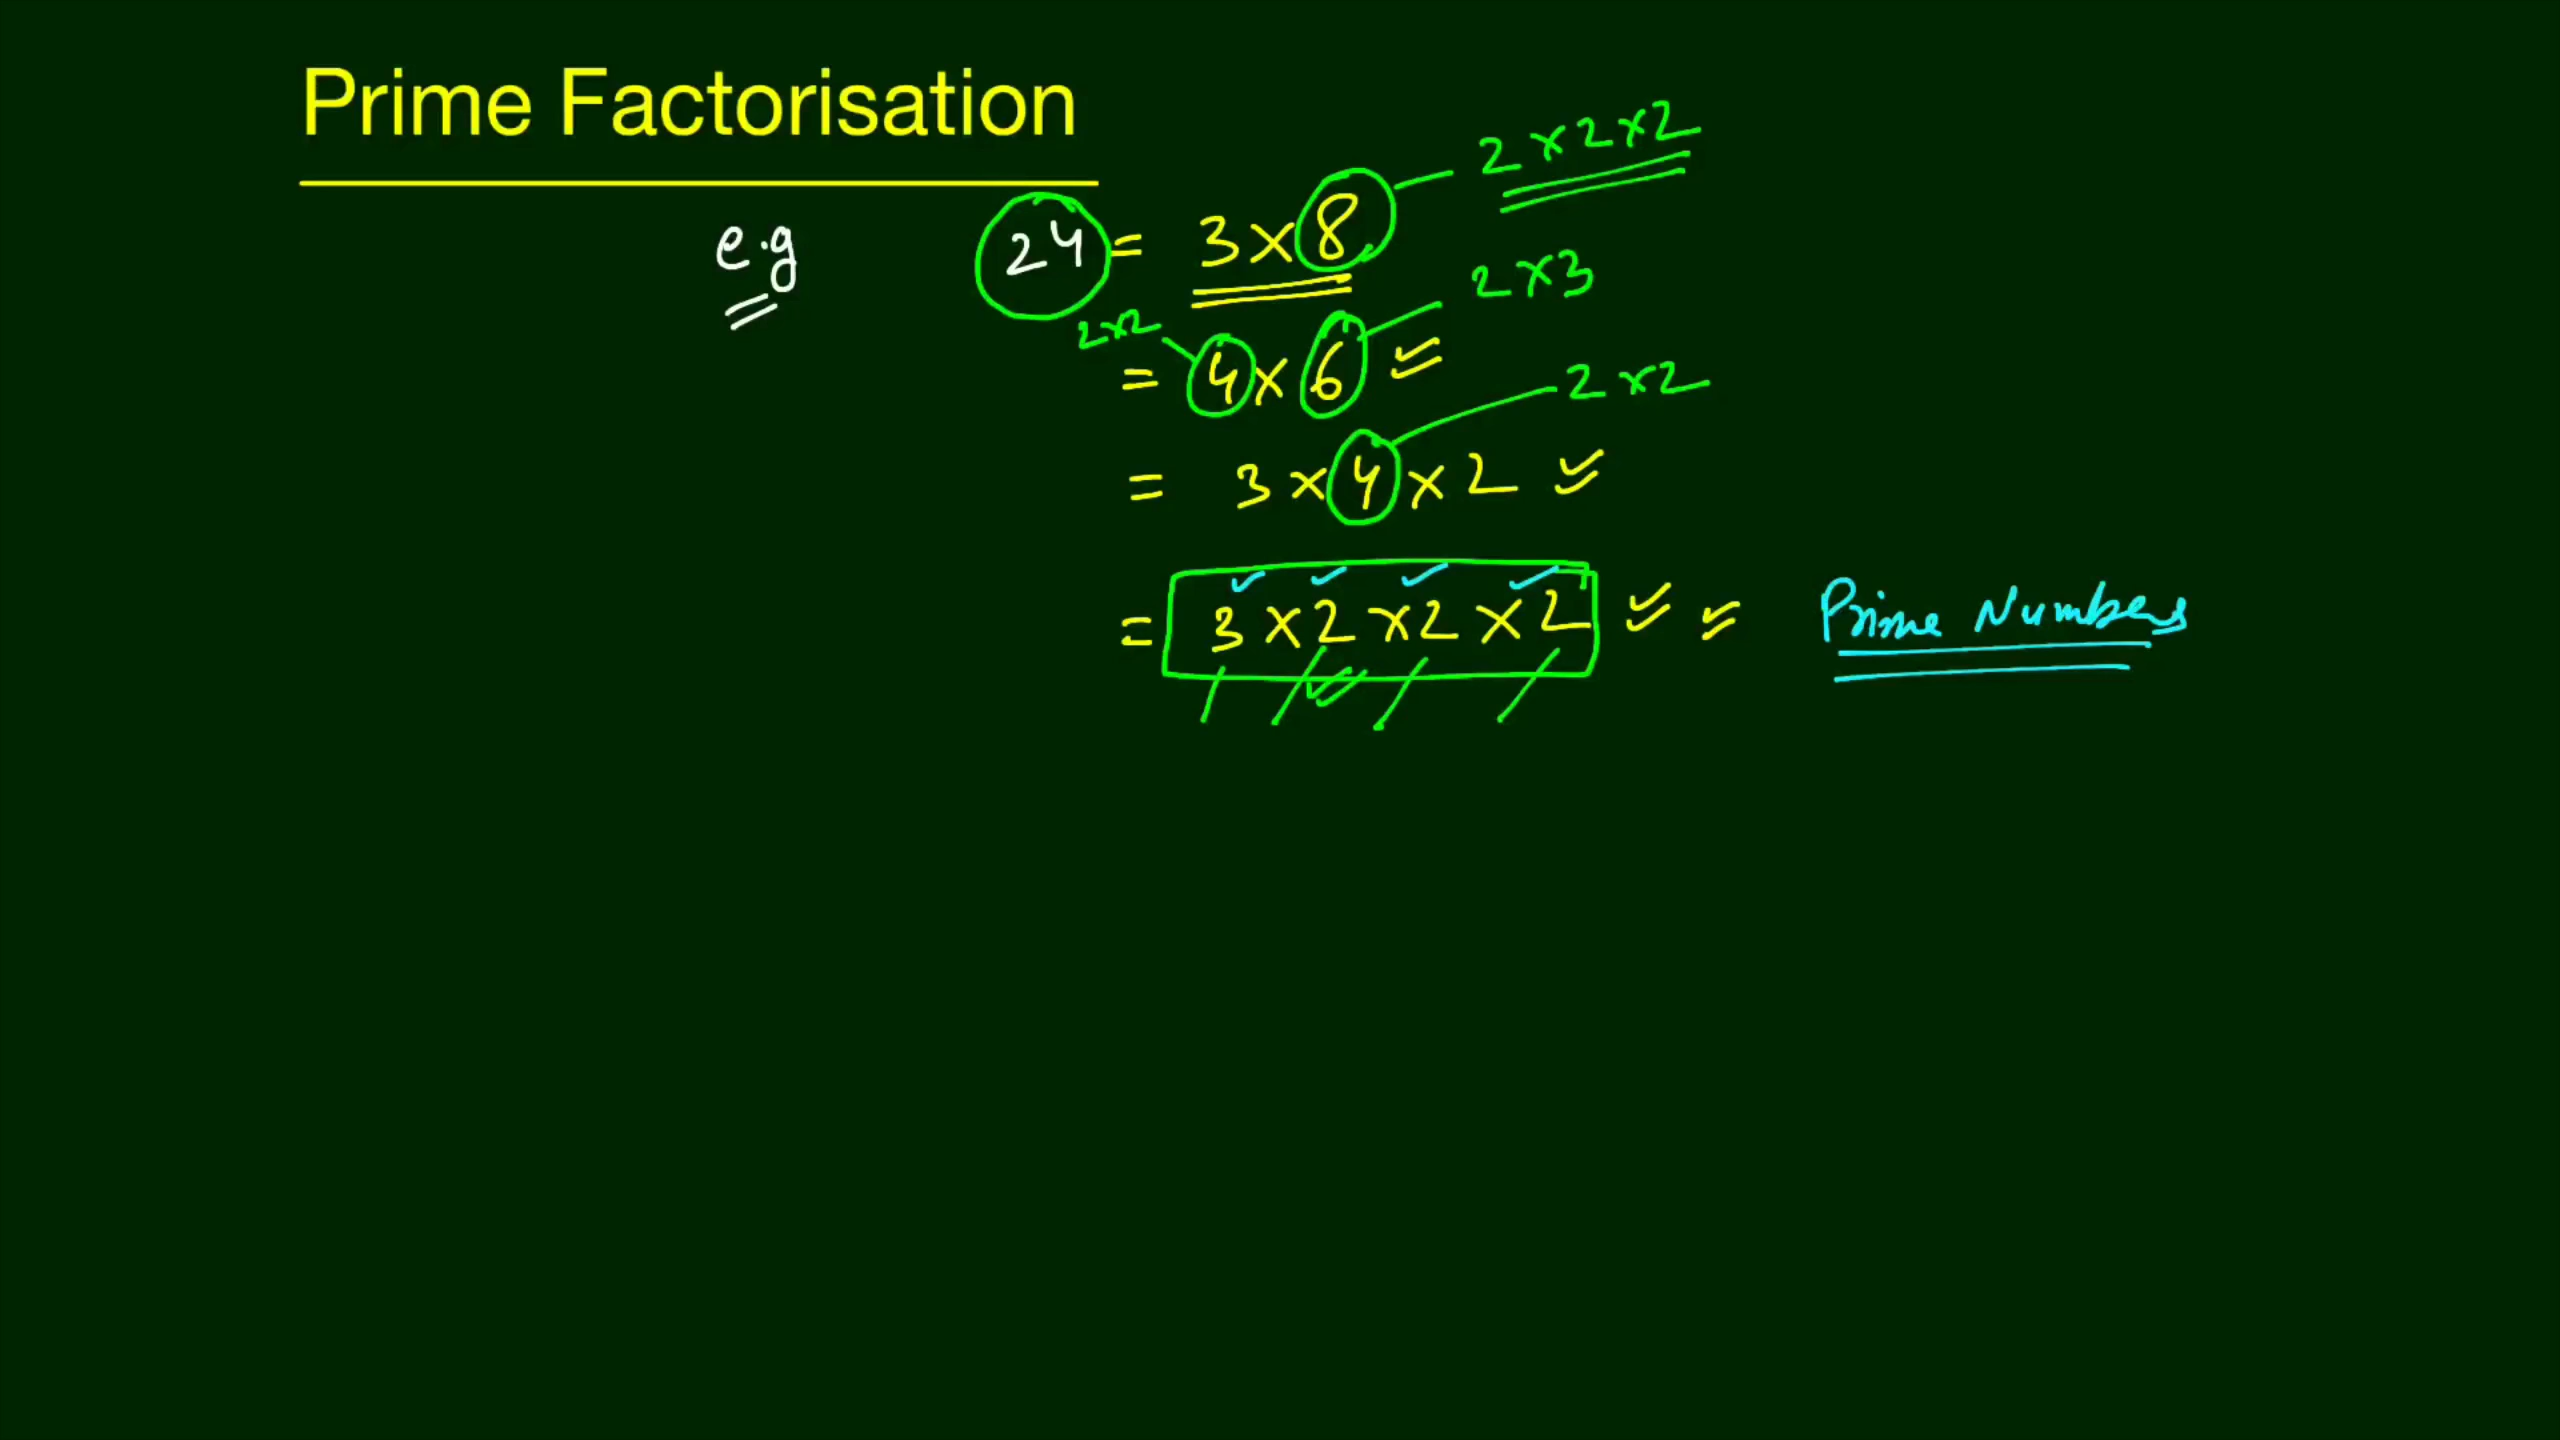 Prime Factorisation
2×2×2
e.g 24 = 3×8
2×3
2×2
= 4×6
2×2
= 3×4×2
= 3×2×2×2 Prime Numbers